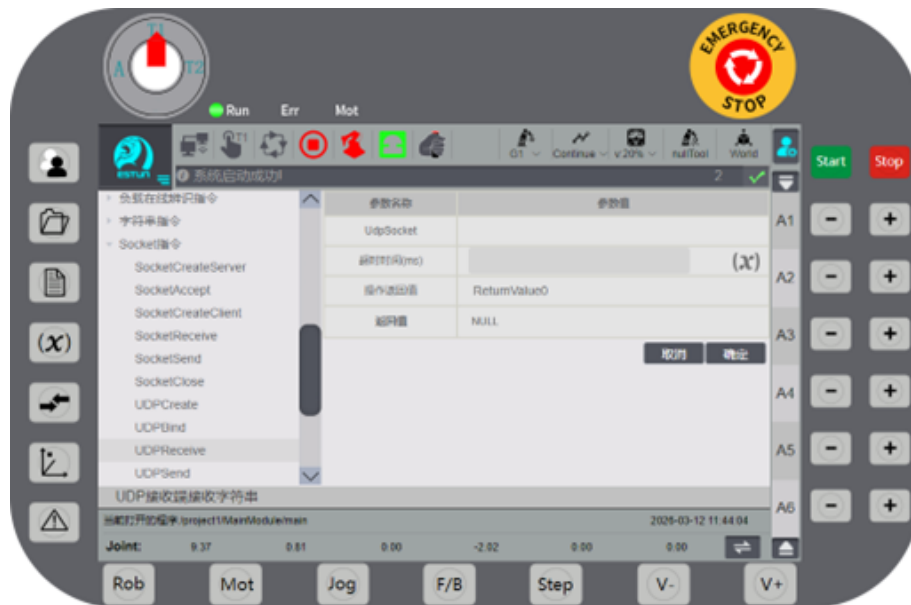 T1
A
T2
EMERGENCY
STOP
Run Err Mot
T1
G1 Continue v:20% nullTool World
ESTUN
系统启动成功! 2
Start Stop
负载在线辨识指令
字符串指令
Socket指令
SocketCreateServer
SocketAccept
SocketCreateClient
SocketReceive
SocketSend
SocketClose
UDPCreate
UDPBind
UDPReceive
UDPSend
参数名称 参数值
UdpSocket
超时时间(ms) (x)
操作返回值 ReturnValue0
返回值 NULL
取消 确定
A1 - +
A2 - +
A3 - +
A4 - +
A5 - +
A6 - +
(x)
UDP接收端接收字符串
当前打开的程序:/project1/MainModule/main 2026-03-12 11:44:04
Joint: 9.37 0.81 0.00 -2.02 0.00 0.00
Rob Mot Jog F/B Step V- V+